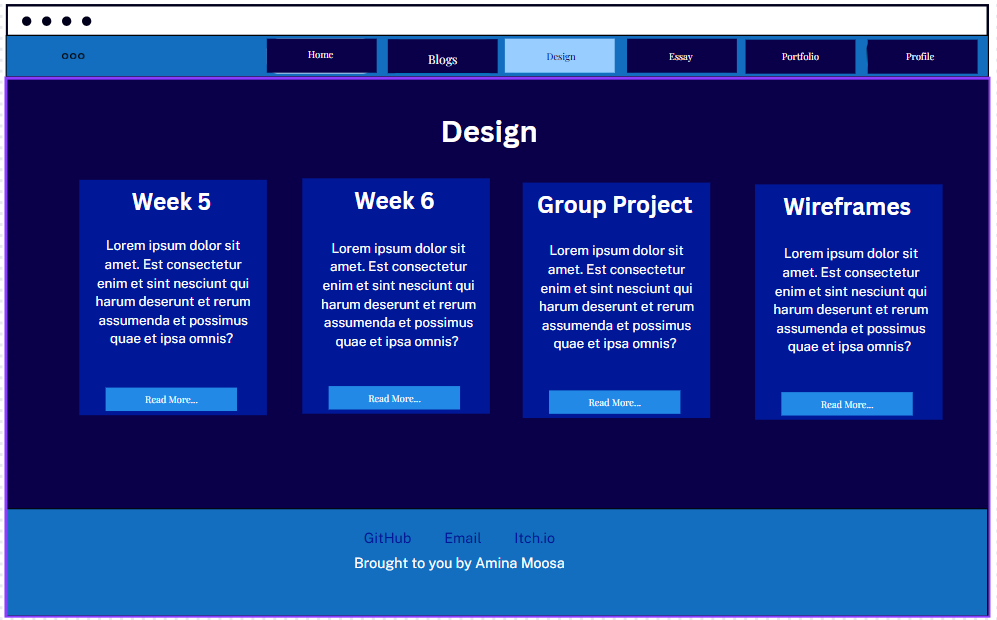 ooo
Home Blogs Design Essay Portfolio Profile
Design
Week 5
Lorem ipsum dolor sit
amet. Est consectetur
enim et sint nesciunt qui
harum deserunt et rerum
assumenda et possimus
quae et ipsa omnis?
Read More...
Week 6
Lorem ipsum dolor sit
amet. Est consectetur
enim et sint nesciunt qui
harum deserunt et rerum
assumenda et possimus
quae et ipsa omnis?
Read More...
Group Project
Lorem ipsum dolor sit
amet. Est consectetur
enim et sint nesciunt qui
harum deserunt et rerum
assumenda et possimus
quae et ipsa omnis?
Read More...
Wireframes
Lorem ipsum dolor sit
amet. Est consectetur
enim et sint nesciunt qui
harum deserunt et rerum
assumenda et possimus
quae et ipsa omnis?
Read More...
GitHub Email Itch.io
Brought to you by Amina Moosa